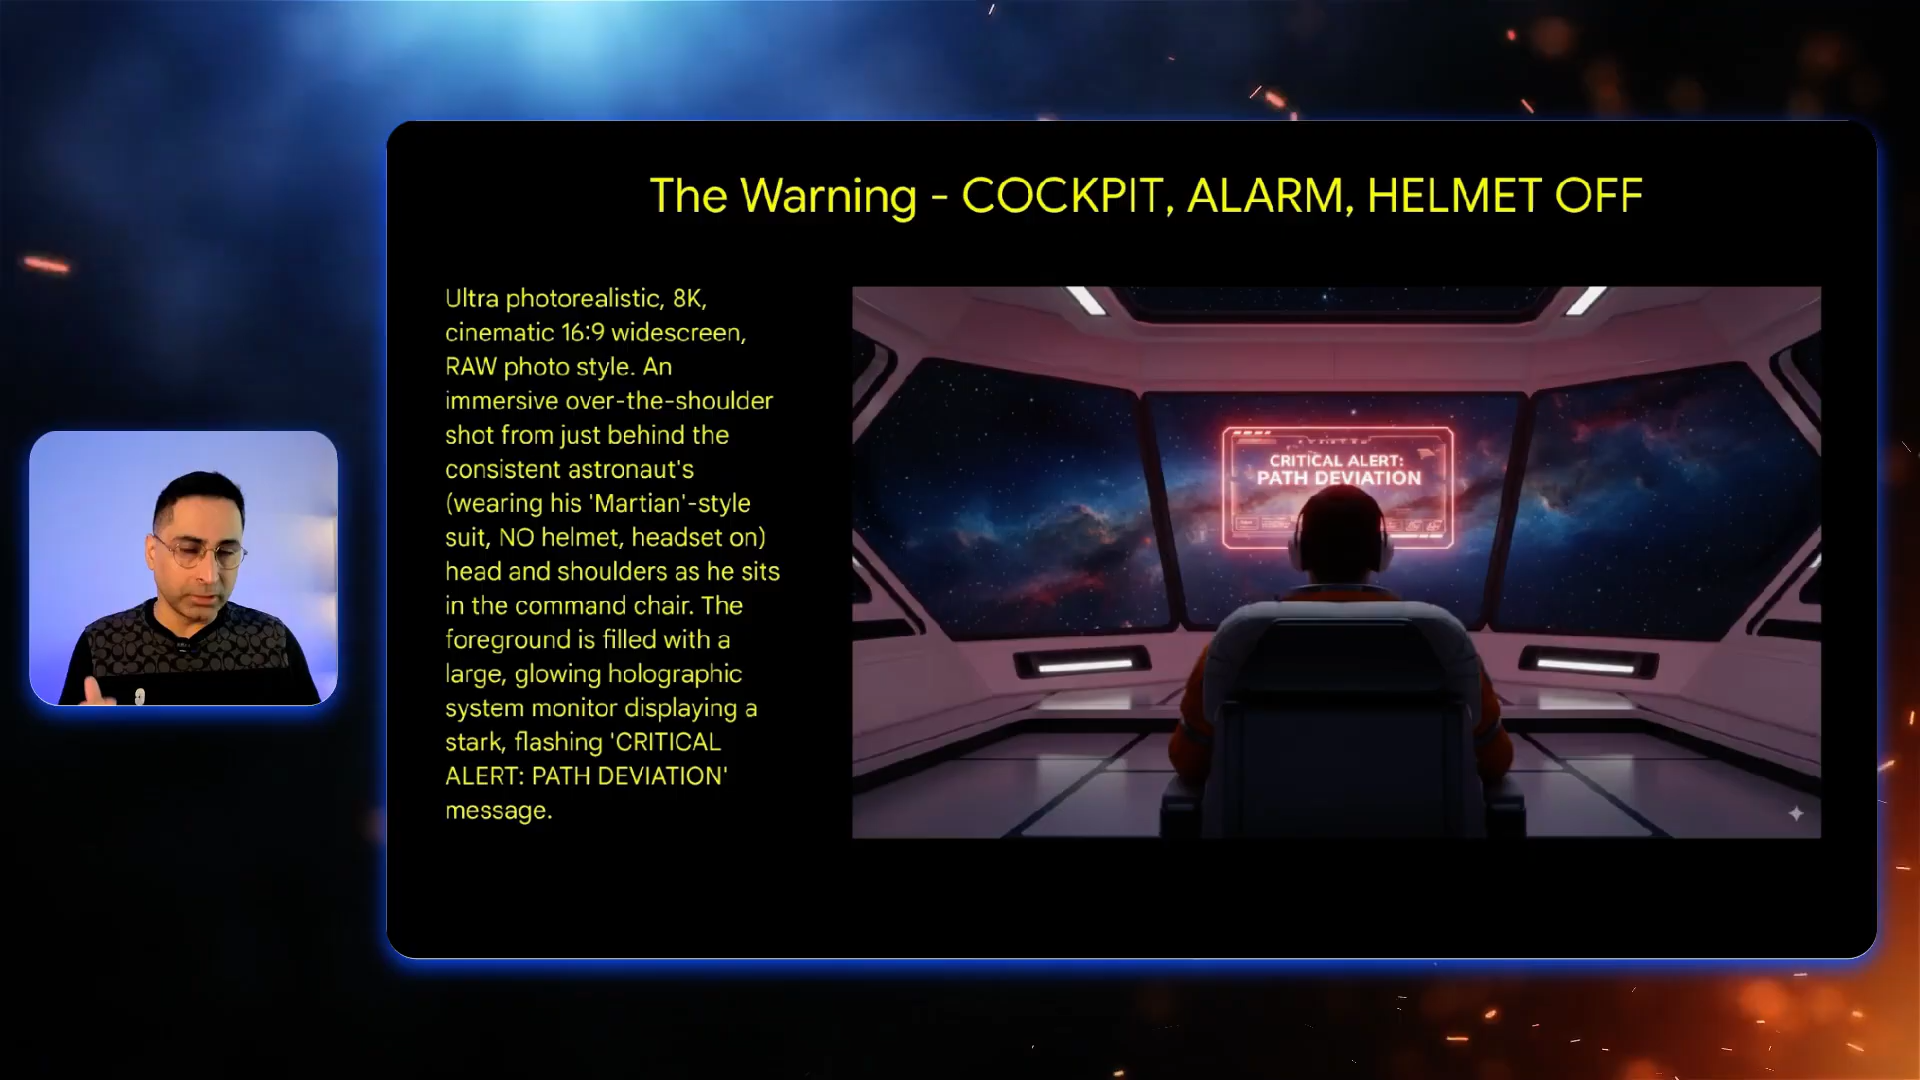 The Warning - COCKPIT, ALARM, HELMET OFF
Ultra photorealistic, 8K,
cinematic 16:9 widescreen,
RAW photo style. An
immersive over-the-shoulder
shot from just behind the
consistent astronaut's
(wearing his 'Martian'-style
suit, NO helmet, headset on)
head and shoulders as he sits
in the command chair. The
foreground is filled with a
large, glowing holographic
system monitor displaying a
stark, flashing 'CRITICAL
ALERT: PATH DEVIATION'
message.
CRITICAL ALERT:
PATH DEVIATION